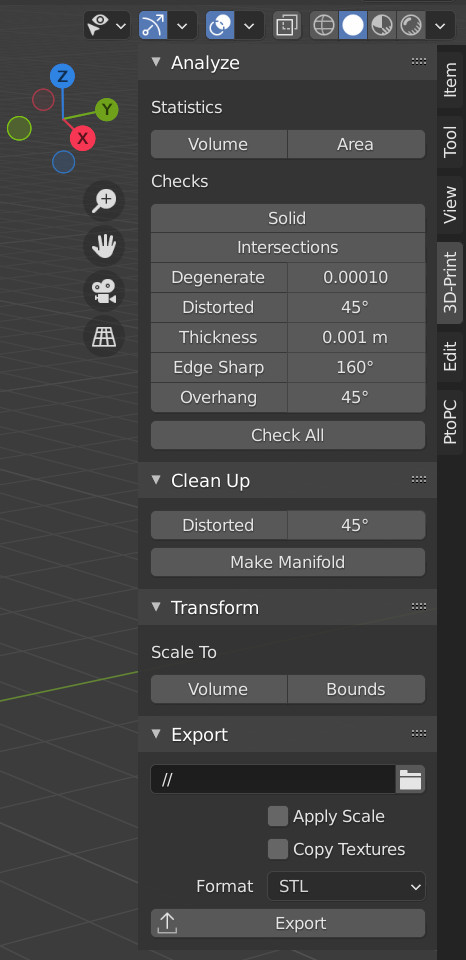 Analyze
Z
Y
X
Statistics
Volume Area
Checks
Solid
Intersections
Degenerate 0.00010
Distorted 45°
Thickness 0.001 m
Edge Sharp 160°
Overhang 45°
Check All
Clean Up
Distorted 45°
Make Manifold
Transform
Scale To
Volume Bounds
Export
//
Apply Scale
Copy Textures
Format STL
Export
Item
Tool
View
3D-Print
Edit
PtoPC